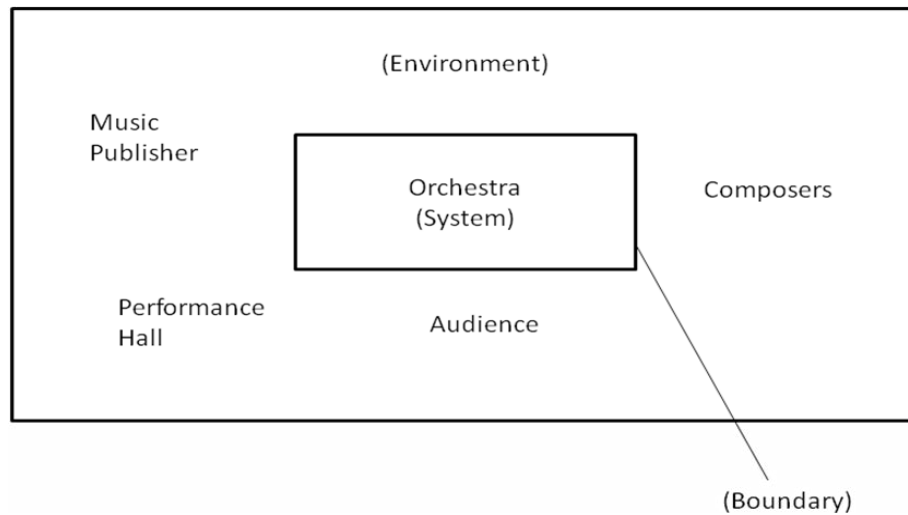 (Environment)
Music
Publisher
Orchestra
(System)
Composers
Performance
Hall
Audience
(Boundary)